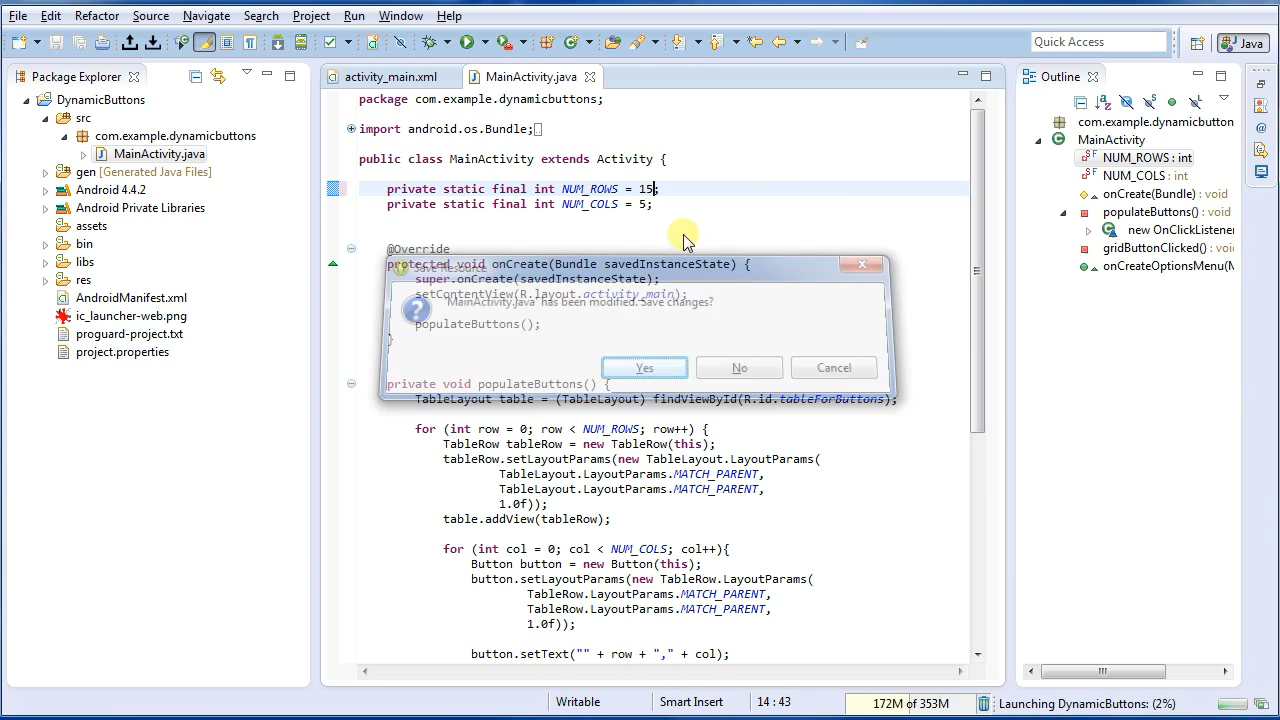 File Edit Refactor Source Navigate Search Project Run Window Help
Quick Access
Java
Package Explorer
activity_main.xml
MainActivity.java
Outline
DynamicButtons
src
com.example.dynamicbuttons
MainActivity.java
gen [Generated Java Files]
Android 4.4.2
Android Private Libraries
assets
bin
libs
res
AndroidManifest.xml
ic_launcher-web.png
proguard-project.txt
project.properties
package com.example.dynamicbuttons;
import android.os.Bundle;
public class MainActivity extends Activity {
private static final int NUM_ROWS = 15;
private static final int NUM_COLS = 5;
@Override
protected void onCreate(Bundle savedInstanceState) {
super.onCreate(savedInstanceState);
setContentView(R.layout.activity_main);
populateButtons();
}
Save Resource
'MainActivity.java' has been modified. Save changes?
Yes No Cancel
private void populateButtons() {
TableLayout table = (TableLayout) findViewById(R.id.tableForButtons);
for (int row = 0; row < NUM_ROWS; row++) {
TableRow tableRow = new TableRow(this);
tableRow.setLayoutParams(new TableLayout.LayoutParams(
TableLayout.LayoutParams.MATCH_PARENT,
TableLayout.LayoutParams.MATCH_PARENT,
1.0f));
table.addView(tableRow);
for (int col = 0; col < NUM_COLS; col++){
Button button = new Button(this);
button.setLayoutParams(new TableRow.LayoutParams(
TableRow.LayoutParams.MATCH_PARENT,
TableRow.LayoutParams.MATCH_PARENT,
1.0f));
button.setText("" + row + "," + col);
com.example.dynamicbutton
MainActivity
NUM_ROWS : int
NUM_COLS : int
onCreate(Bundle) : void
populateButtons() : void
new OnClickListene
gridButtonClicked() : void
onCreateOptionsMenu(M
Writable
Smart Insert
14 : 43
172M of 353M
Launching DynamicButtons: (2%)